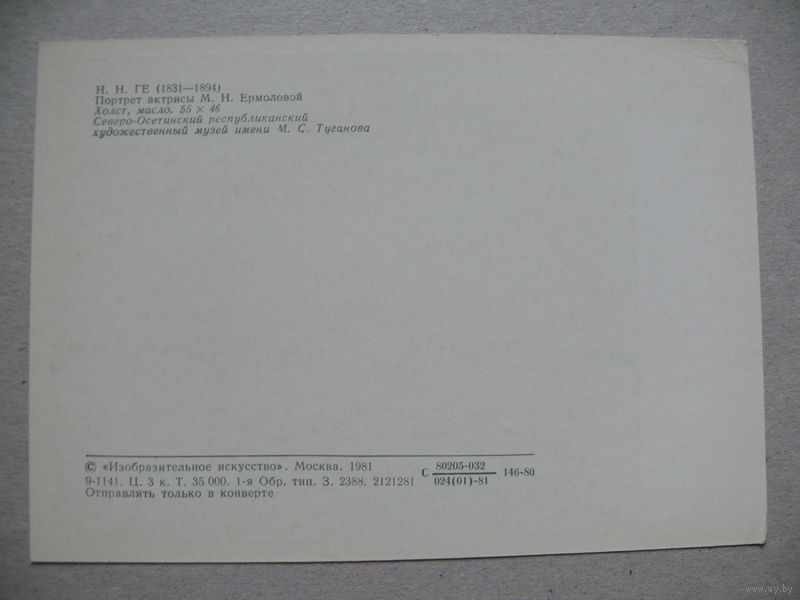 Н. Н. ГЕ (1831—1894)
Портрет актрисы М. Н. Ермоловой
Холст, масло. 55 × 46
Северо-Осетинский республиканский
художественный музей имени М. С. Туганова
© «Изобразительное искусство». Москва. 1981
9-1141. Ц. 3 к. Т. 35 000. 1-я Обр. тип. З. 2388. 2121281
Отправлять только в конверте
С 80205-032 146-80
024(01)-81
www.ay.by